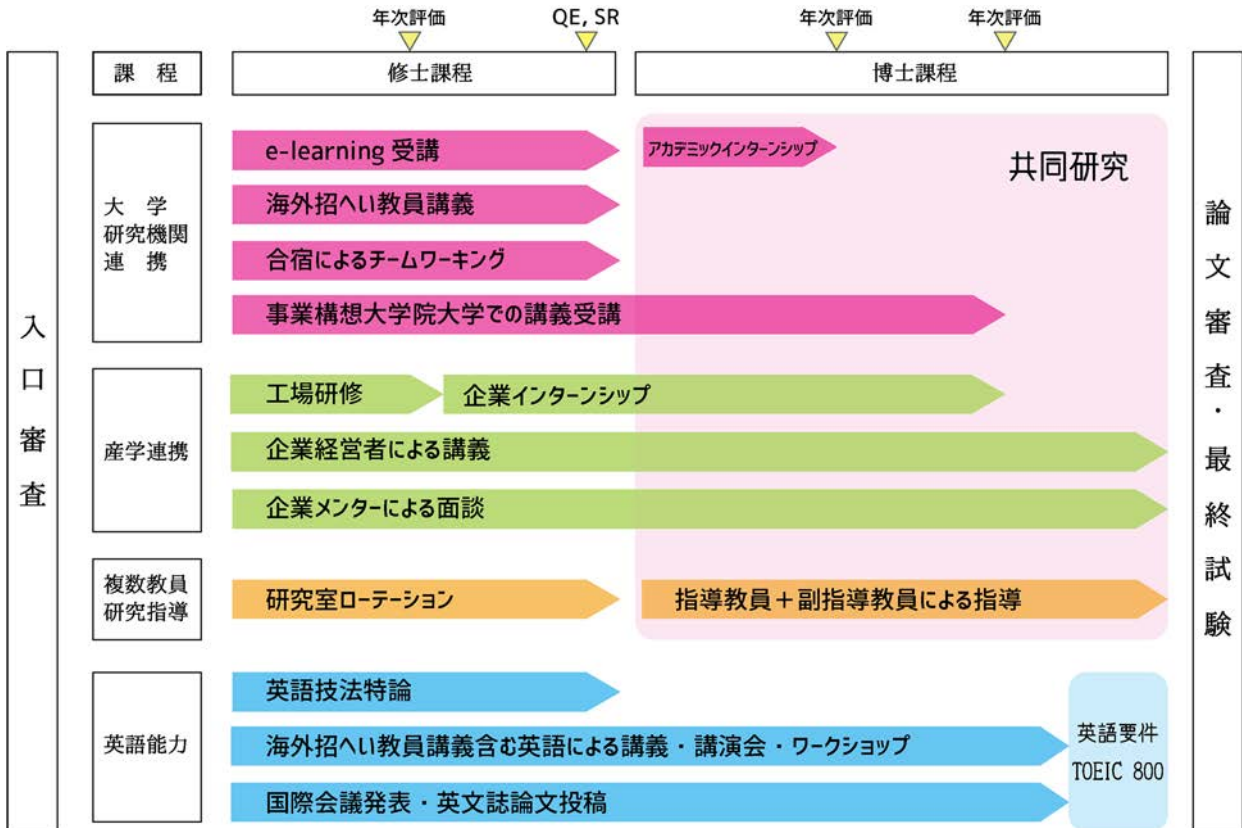 年次評価
QE, SR
年次評価
年次評価
課 程
修士課程
博士課程
入口審査
大 学
研究機関
連 携
e-learning 受講
アカデミックインターンシップ
共同研究
海外招へい教員講義
合宿によるチームワーキング
事業構想大学院大学での講義受講
産学連携
工場研修
企業インターンシップ
企業経営者による講義
企業メンターによる面談
複数教員
研究指導
研究室ローテーション
指導教員＋副指導教員による指導
英語能力
英語技法特論
海外招へい教員講義含む英語による講義・講演会・ワークショップ
国際会議発表・英文誌論文投稿
英語要件
TOEIC 800
論文審査・最終試験